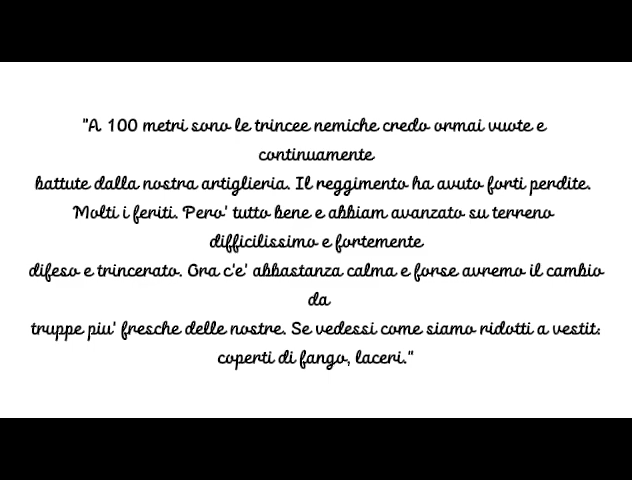 "A 100 metri sono le trincee nemiche credo ormai vuote e
continuamente
battute dalla nostra artiglieria. Il reggimento ha avuto forti perdite.
Molti i feriti. Pero' tutto bene e abbiam avanzato su terreno
difficilissimo e fortemente
difeso e trincerato. Ora c'e' abbastanza calma e forse avremo il cambio
da
truppe piu' fresche delle nostre. Se vedessi come siamo ridotti a vestit:
coperti di fango, laceri."